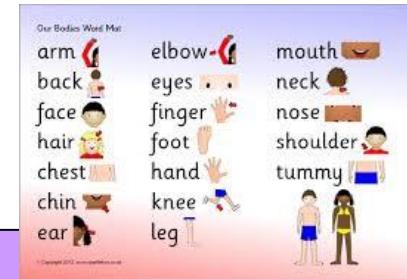 Our Bodies Word Mat
arm
back
face
hair
chest
chin
ear
elbow
eyes
finger
foot
hand
knee
leg
mouth
neck
nose
shoulder
tummy